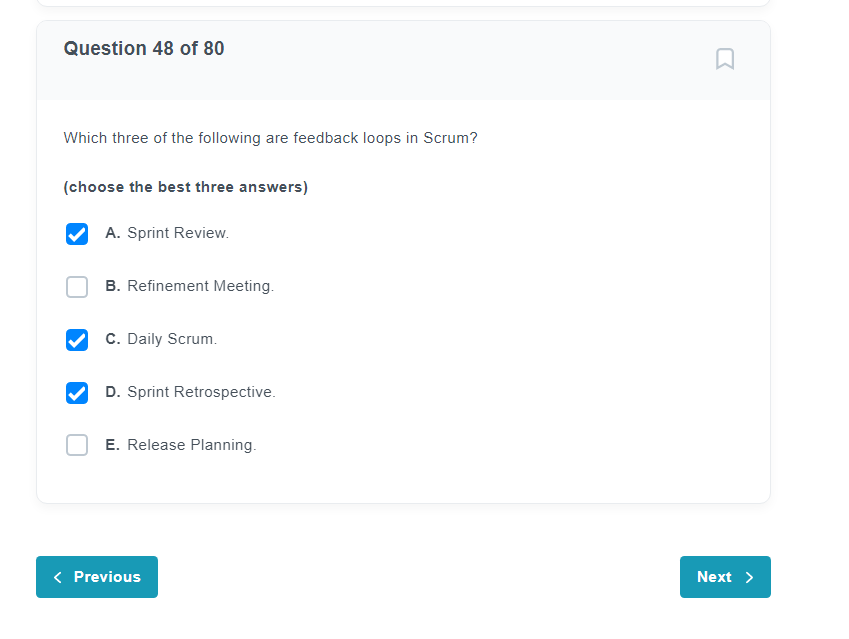 Question 48 of 80
Which three of the following are feedback loops in Scrum?
(choose the best three answers)
A. Sprint Review.
B. Refinement Meeting.
C. Daily Scrum.
D. Sprint Retrospective.
E. Release Planning.
Previous
Next